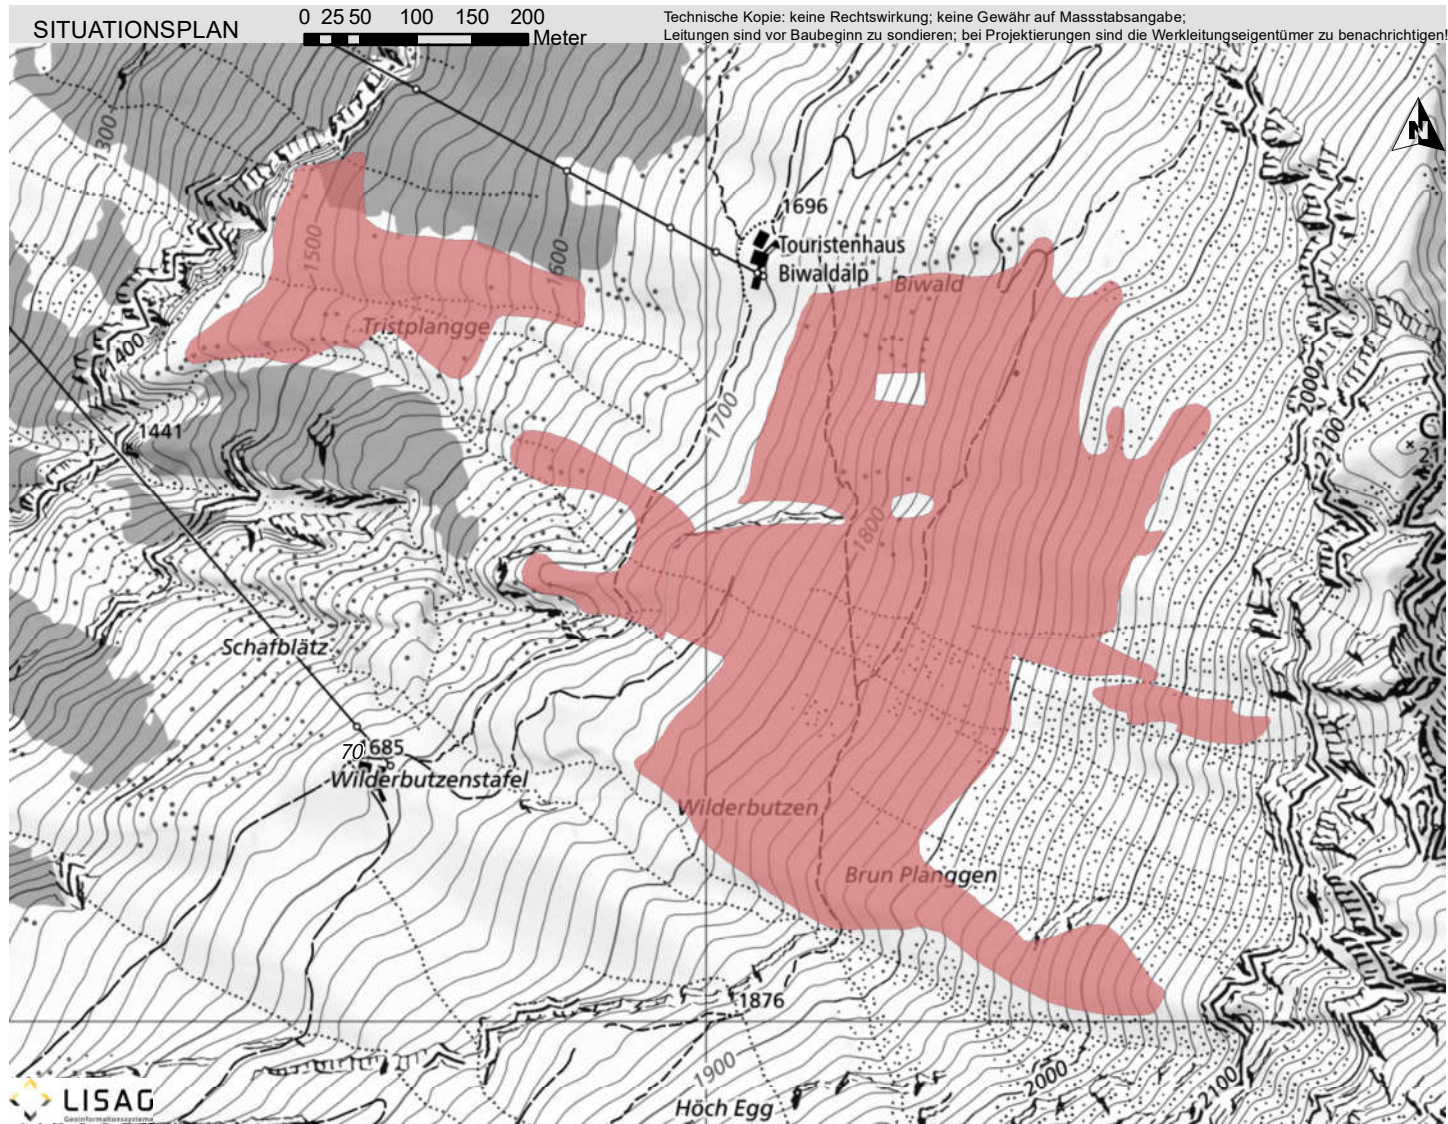 SITUATIONSPLAN
0 25 50 100 150 200
Meter
Technische Kopie: keine Rechtswirkung; keine Gewähr auf Massstabsangabe;
Leitungen sind vor Baubeginn zu sondieren; bei Projektierungen sind die Werkleitungseigentümer zu benachrichtigen!
N
1300
1696
1500
Touristenhaus
1600
Biwaldalp
Biwald
Tristplangge
1400
2000
1700
1441
2100
1800
Schafblätz
70
1685
Wilderbutzenstafel
Wilderbutzen
Brun Planggen
1876
1900
2000
2100
Höch Egg
LISAG
Geoinformationssysteme